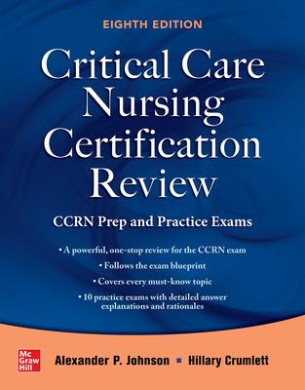 EIGHTH EDITION
Critical Care
Nursing
Certification
Review
CCRN Prep and Practice Exams
• A powerful, one-stop review for the CCRN exam
• Follows the exam blueprint
• Covers every must-know topic
• 10 practice exams with detailed answer
explanations and rationales
Mc
Graw
Hill
Alexander P. Johnson ▪ Hillary Crumlett